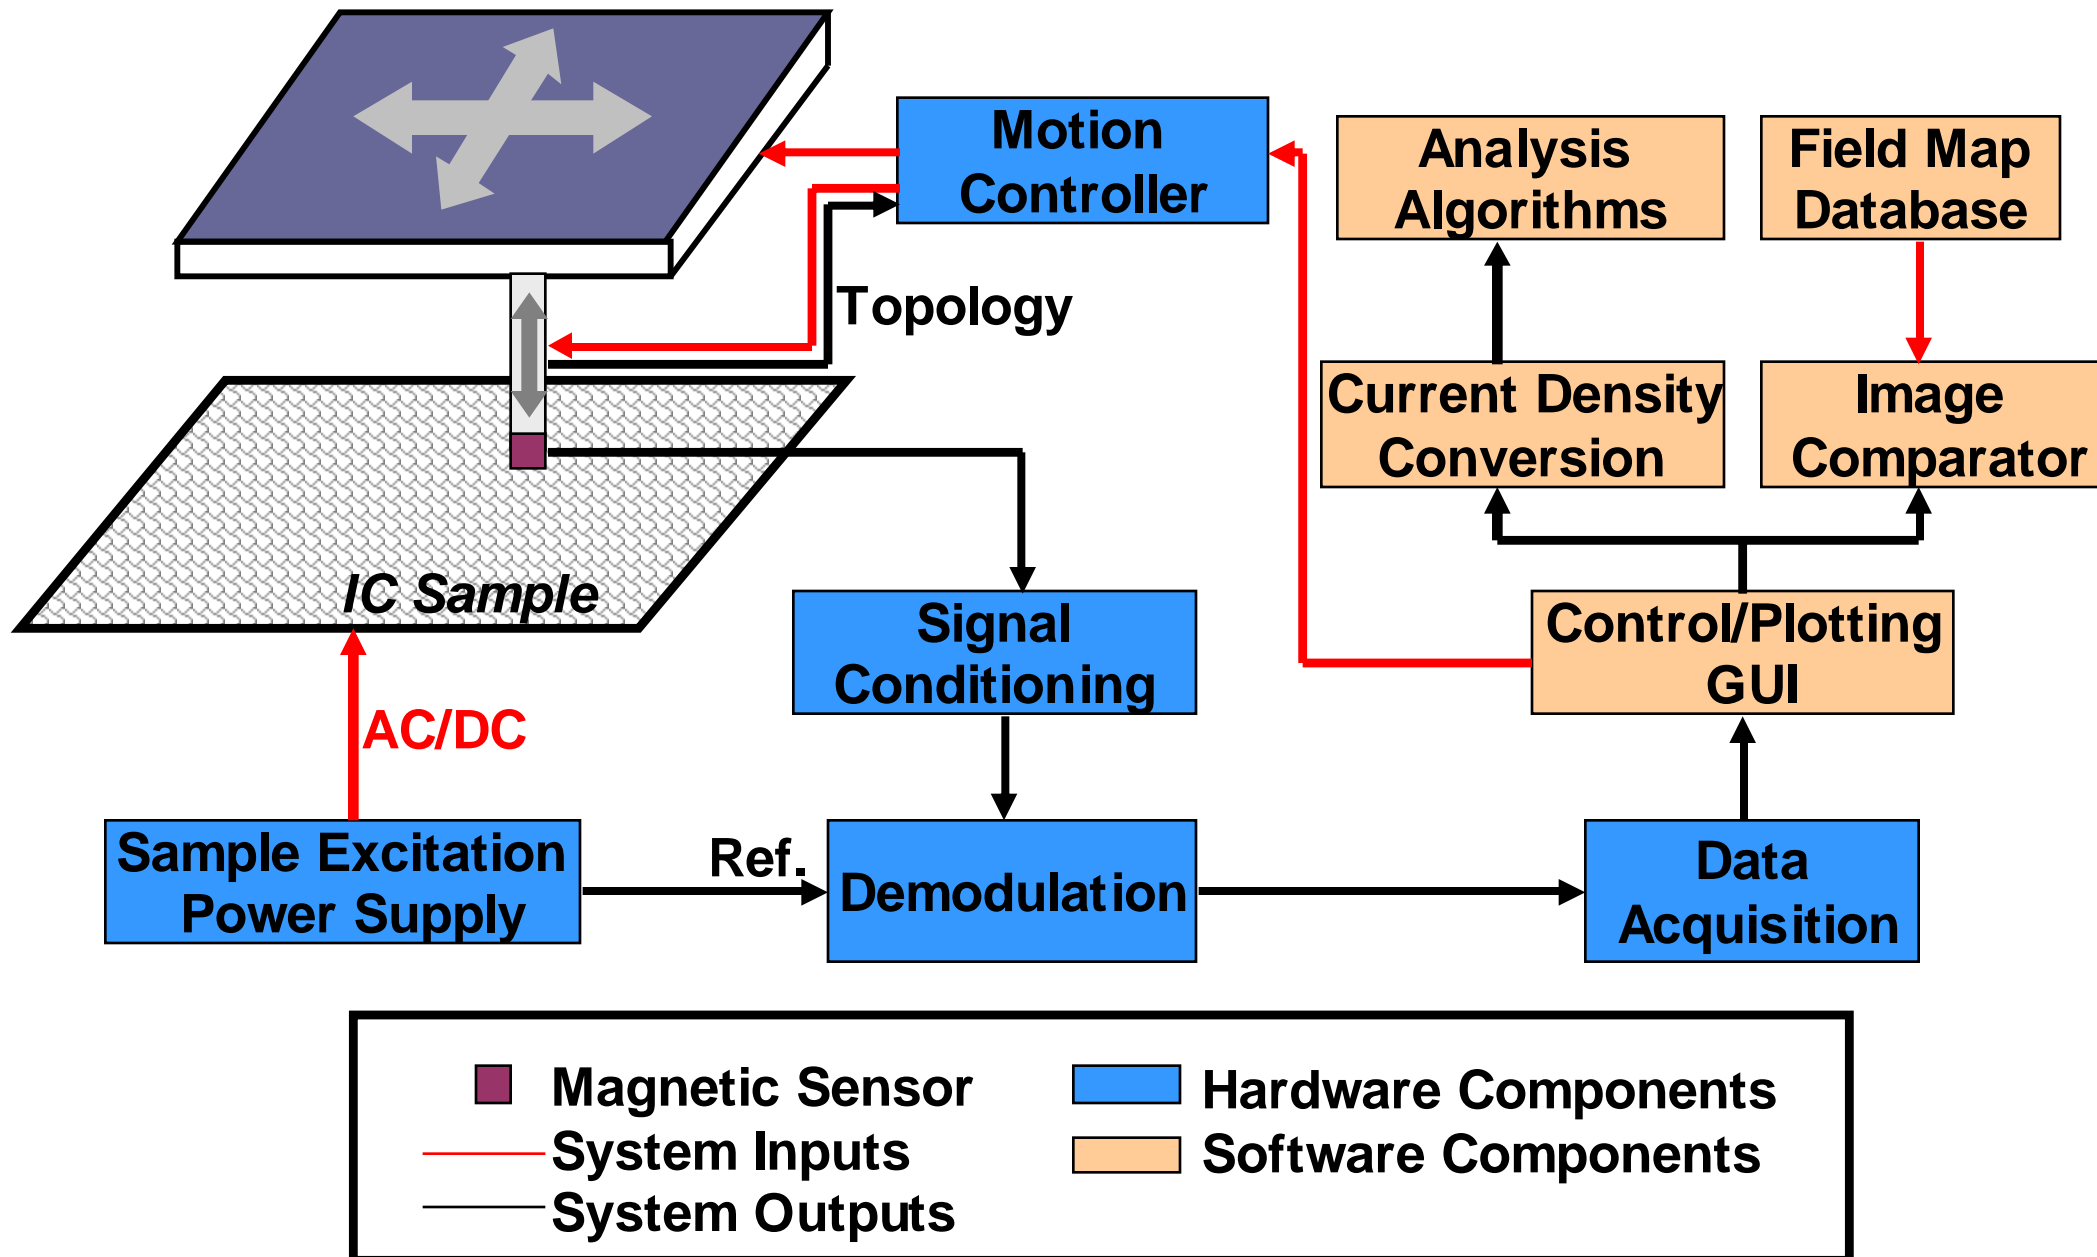 Motion
Controller
Analysis
Algorithms
Field Map
Database
Topology
Current Density
Conversion
Image
Comparator
IC Sample
Signal
Conditioning
Control/Plotting
GUI
AC/DC
Sample Excitation
Power Supply
Ref.
Demodulation
Data
Acquisition
Magnetic Sensor
System Inputs
System Outputs
Hardware Components
Software Components